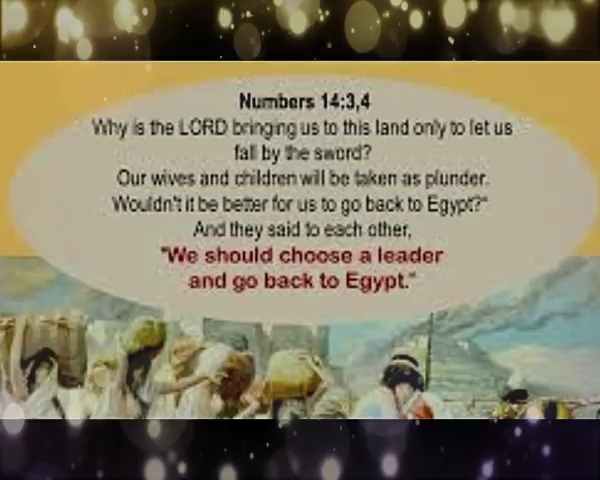 Numbers 14:3,4
Why is the LORD bringing us to this land only to let us
fall by the sword?
Our wives and children will be taken as plunder.
Wouldn't it be better for us to go back to Egypt?"
And they said to each other,
"We should choose a leader
and go back to Egypt."